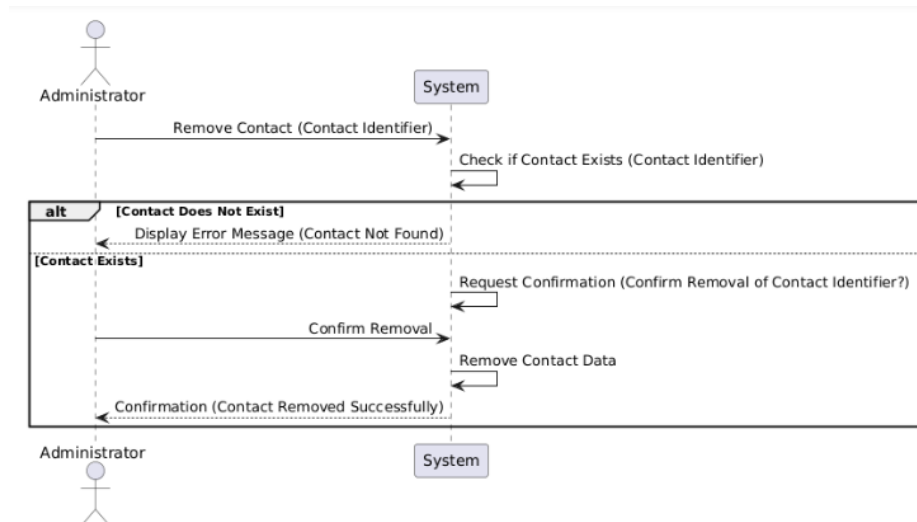 Administrator
System
Remove Contact (Contact Identifier)
Check if Contact Exists (Contact Identifier)
alt [Contact Does Not Exist]
Display Error Message (Contact Not Found)
[Contact Exists]
Request Confirmation (Confirm Removal of Contact Identifier?)
Confirm Removal
Remove Contact Data
Confirmation (Contact Removed Successfully)
Administrator
System